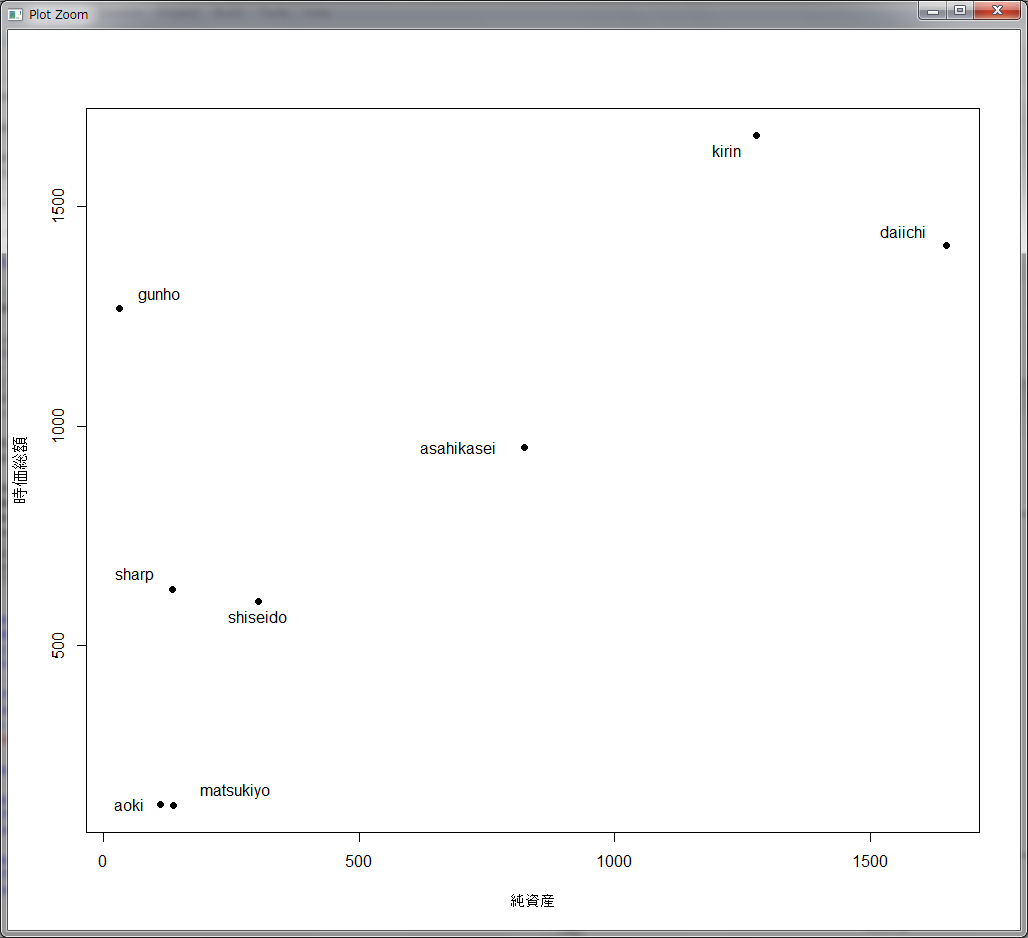 Plot Zoom
kirin
daiichi
gunho
asahikasei
sharp
shiseido
matsukiyo
aoki
1500
1000
500
時価総額
0
500
1000
1500
純資産